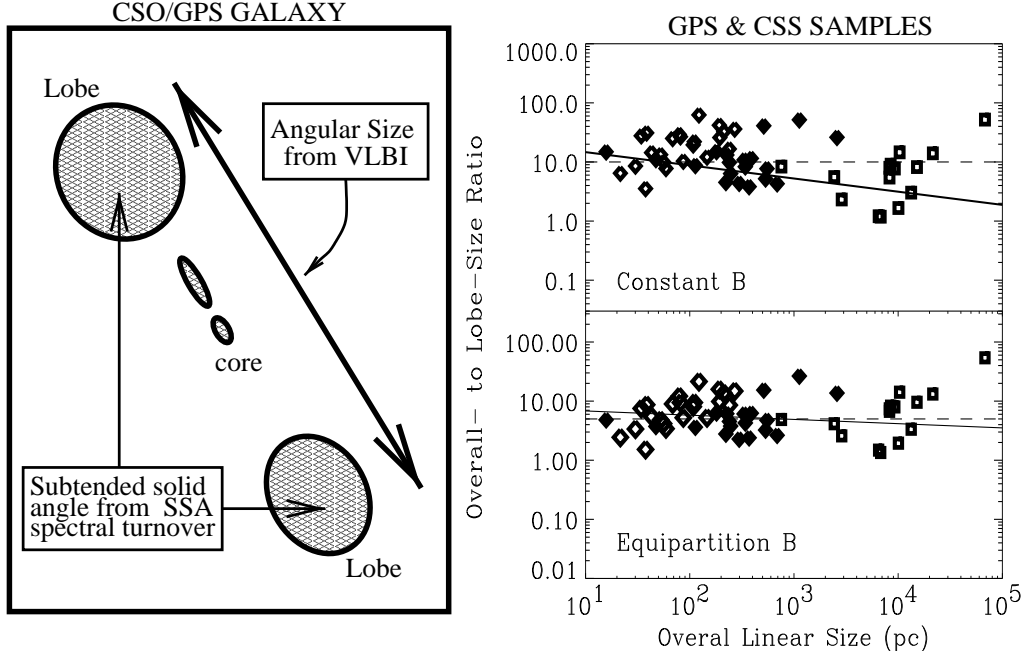 CSO/GPS GALAXY
Lobe
Angular Size
from VLBI
core
Subtended solid
angle from SSA
spectral turnover
Lobe
GPS & CSS SAMPLES
Overall- to Lobe-Size Ratio
1000.0
100.0
10.0
1.0
0.1
Constant B
100.00
10.00
1.00
0.10
0.01
Equipartition B
10^1
10^2
10^3
10^4
10^5
Overal Linear Size (pc)